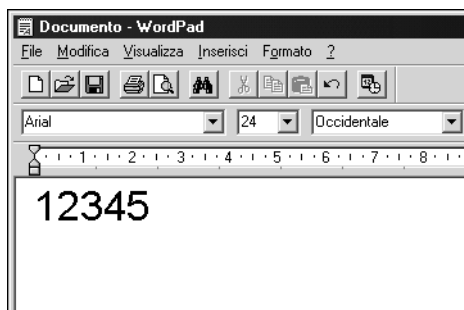 Documento - WordPad
File Modifica Visualizza Inserisci Formato ?
Arial 24 Occidentale
1 2 3 4 5 6 7 8
12345